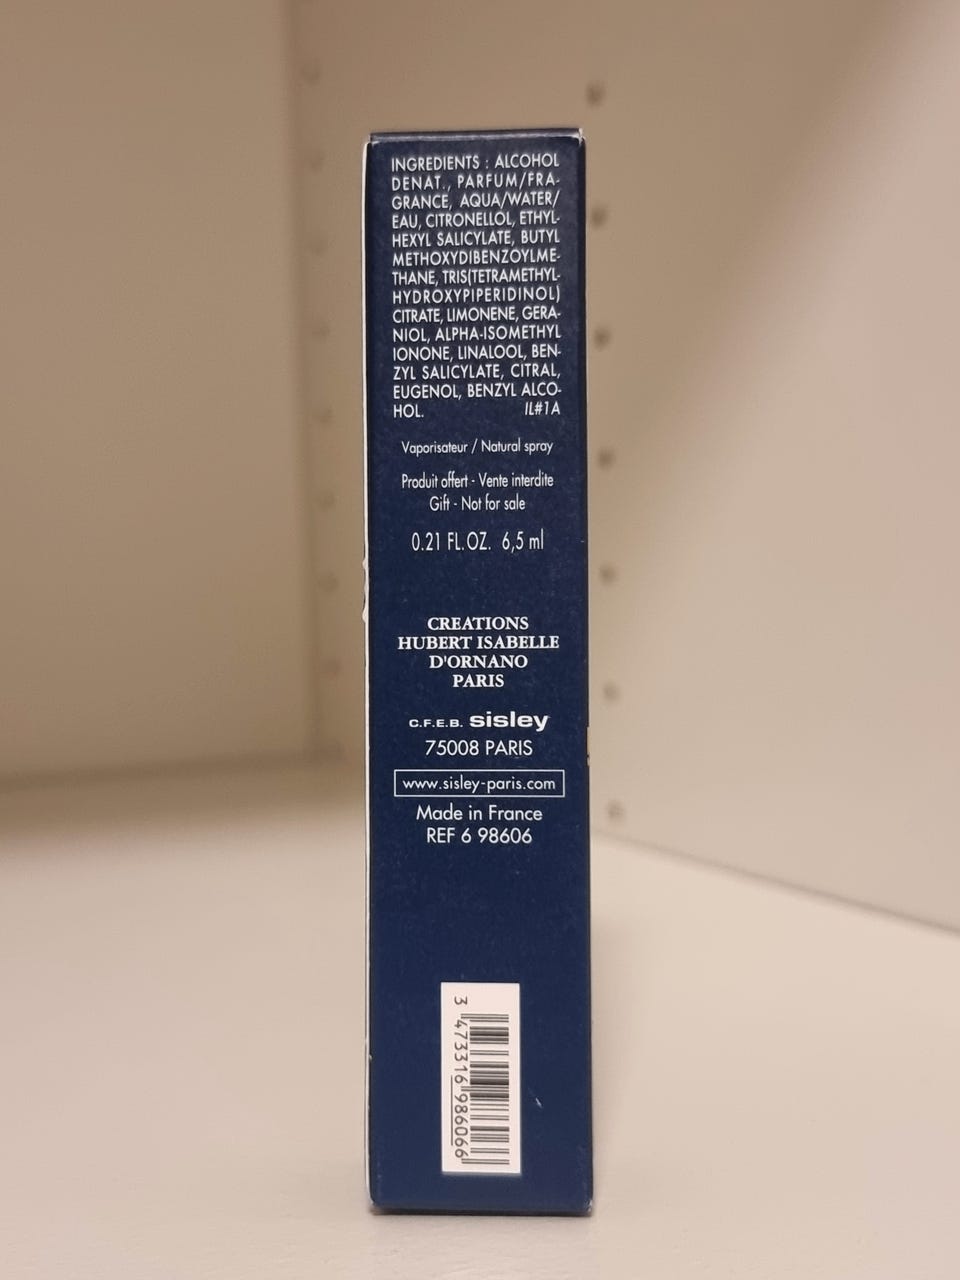 INGREDIENTS : ALCOHOL
DENAT., PARFUM/FRA-
GRANCE, AQUA/WATER/
EAU, CITRONELLOL, ETHYL-
HEXYL SALICYLATE, BUTYL
METHOXYDIBENZOYLME-
THANE, TRIS(TETRAMETHYL-
HYDROXYPIPERIDINOL)
CITRATE, LIMONENE, GERA-
NIOL, ALPHA-ISOMETHYL
IONONE, LINALOOL, BEN-
ZYL SALICYLATE, CITRAL,
EUGENOL, BENZYL ALCO-
HOL. IL#1A
Vaporisateur / Natural spray
Produit offert - Vente interdite
Gift - Not for sale
0.21 FL.OZ. 6,5 ml
CREATIONS
HUBERT ISABELLE
D'ORNANO
PARIS
C.F.E.B. sisley
75008 PARIS
www.sisley-paris.com
Made in France
REF 6 98606
3 473316 986066